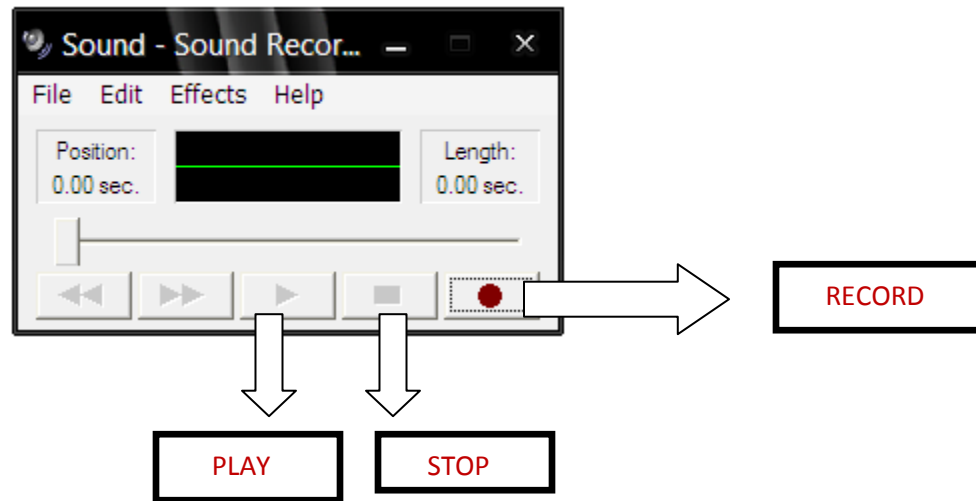 Sound - Sound Recor...
File Edit Effects Help
Position:
0.00 sec.
Length:
0.00 sec.
RECORD
PLAY
STOP